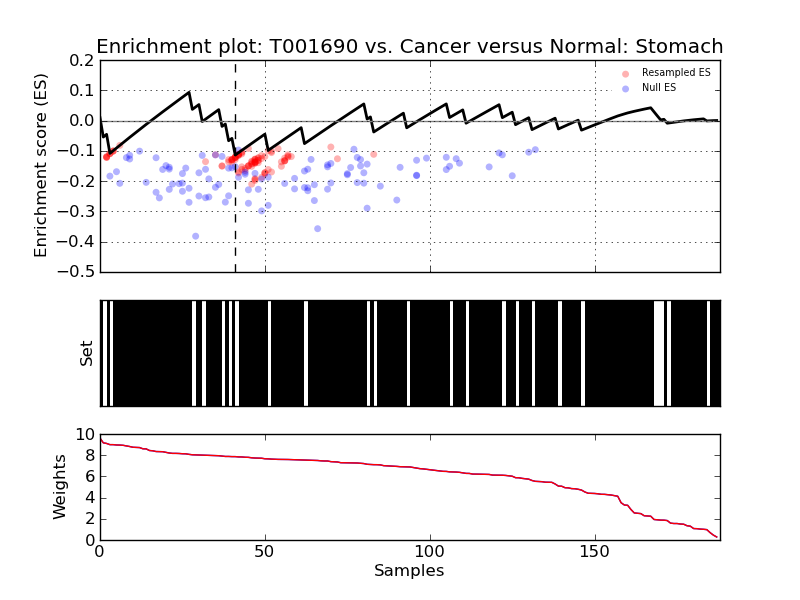 Enrichment plot: T001690 vs. Cancer versus Normal: Stomach
0.2
0.1
0.0
−0.1
−0.2
−0.3
−0.4
−0.5
Enrichment score (ES)
Resampled ES
Null ES
Set
10
8
6
4
2
0
Weights
0 50 100 150
Samples